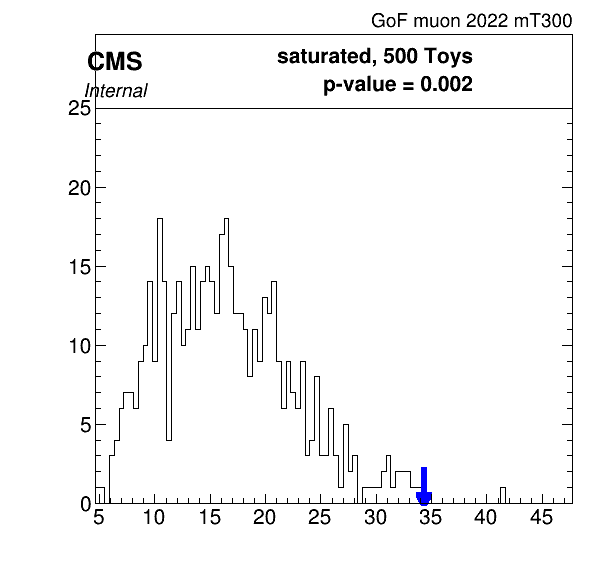 GoF muon 2022 mT300
CMS
saturated, 500 Toys
p-value = 0.002
Internal
25
20
15
10
5
0
5 10 15 20 25 30 35 40 45